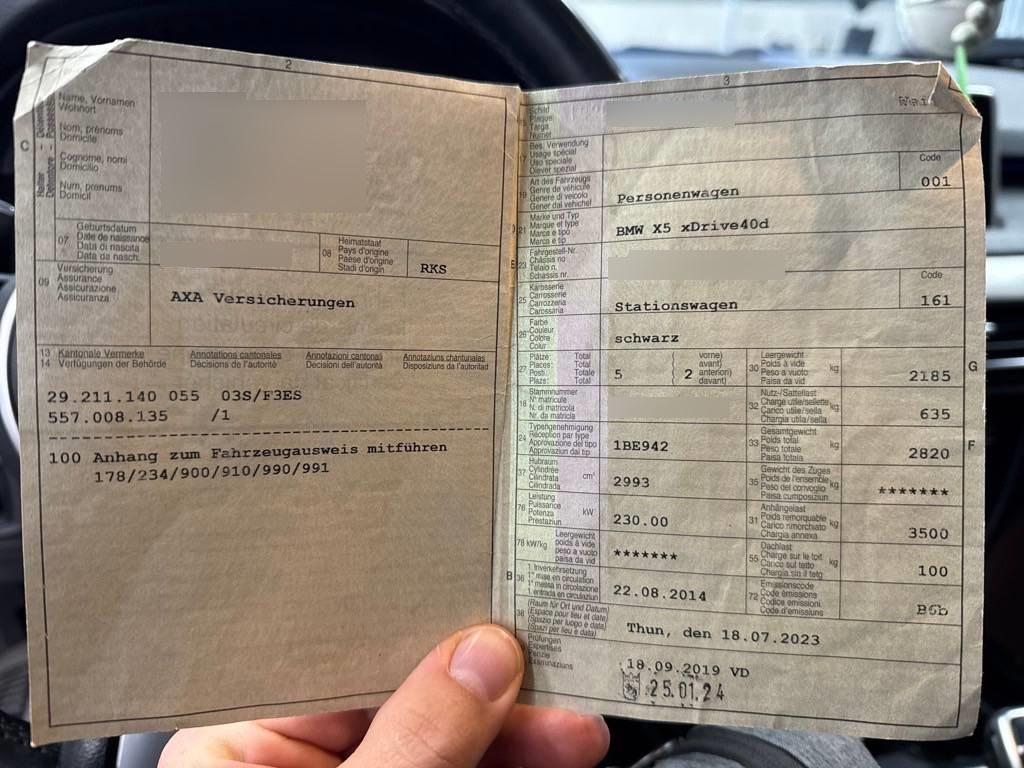 2
C
Name, Vornamen
Wohnort
Nom, prénoms
Domicile
Cognome, nomi
Domicilio
Num, prenums
Domicil
07
Geburtsdatum
Date de naissance
Data di nascita
Data da nasch.
08
Heimatstaat
Pays d'origine
Paese d'origine
Stadi d'origin
RKS
09
Versicherung
Assurance
Assicurazione
Assicuranza
AXA Versicherungen
13 Kantonale Vermerke Annotations cantonales Annotazioni cantonali Annotaziuns chantunalas
14 Verfügungen der Behörde Décisions de l'autorité Decisioni dell'autorità Disposiziuns da l'autoritad
29.211.140 055 03S/F3ES
557.008.135 /1
100 Anhang zum Fahrzeugausweis mitführen
178/234/900/910/990/991
3
Schild
Plaque
Targa
Numer
Bes. Verwendung
Usage spécial
Uso speciale
Diever spezial
19
Art des Fahrzeugs
Genre de véhicule
Genere di veicolo
Gener dal vehichel
Personenwagen
Code
001
21
Marke und Typ
Marque et type
Marca e tipo
Marca e tip
BMW X5 xDrive40d
E
23
Fahrgestell-Nr.
Châssis no
Telaio n.
Schassis nr.
25
Karosserie
Carrosserie
Carrozzeria
Carossaria
Stationswagen
Code
161
26
Farbe
Couleur
Colore
Colur
schwarz
27
Plätze: Total
Places: Total
Posti: Totale
Plazs: Total
5
2
vorne)
avant)
anteriori)
davant)
30
Leergewicht
Poids à vide
Peso a vuoto
Paisa da vid
kg
2185
G
18
Stammnummer
N° matricule
N. di matricola
Nr. da matricla
32
Nutz-/Sattellast
Charge utile/sellette
Carico utile/sella
Chargia utila/sella
kg
635
24
Typengenehmigung
Réception par type
Approvazione del tipo
Approvaziun dal tip
1BE942
33
Gesamtgewicht
Poids total
Peso totale
Paisa totala
kg
2820
F
37
Hubraum
Cylindrée
Cilindrata
Cilindrada
cm³
2993
35
Gewicht des Zuges
Poids de l'ensemble
Peso del convoglio
Paisa cumposiziun
kg
*******
76
Leistung
Puissance
Potenza
Prestaziun
kW
230.00
31
Anhängelast
Poids remorquable
Carico rimorchiato
Chargia annexa
kg
3500
78 kW/kg
Leergewicht
poids à vide
peso a vuoto
paisa da vid
*******
55
Dachlast
Charge sur le toit
Carico sul tetto
Chargia sin il tetg
kg
100
B
36
1. Inverkehrsetzung
1re mise en circulation
1a messa in circolazione
1. entrada en circulaziun
22.08.2014
72
Emissionscode
Code émissions
Codice emissioni
Code d'emissiuns
B6b
38
(Raum für Ort und Datum)
(Espace pour lieu et date)
(Spazio per luogo e data)
(Spazi per lieu e data)
Thun, den 18.07.2023
39
Prüfungen
Expertises
Perizie
Examinaziuns
18.09.2019 VD
25.01.24